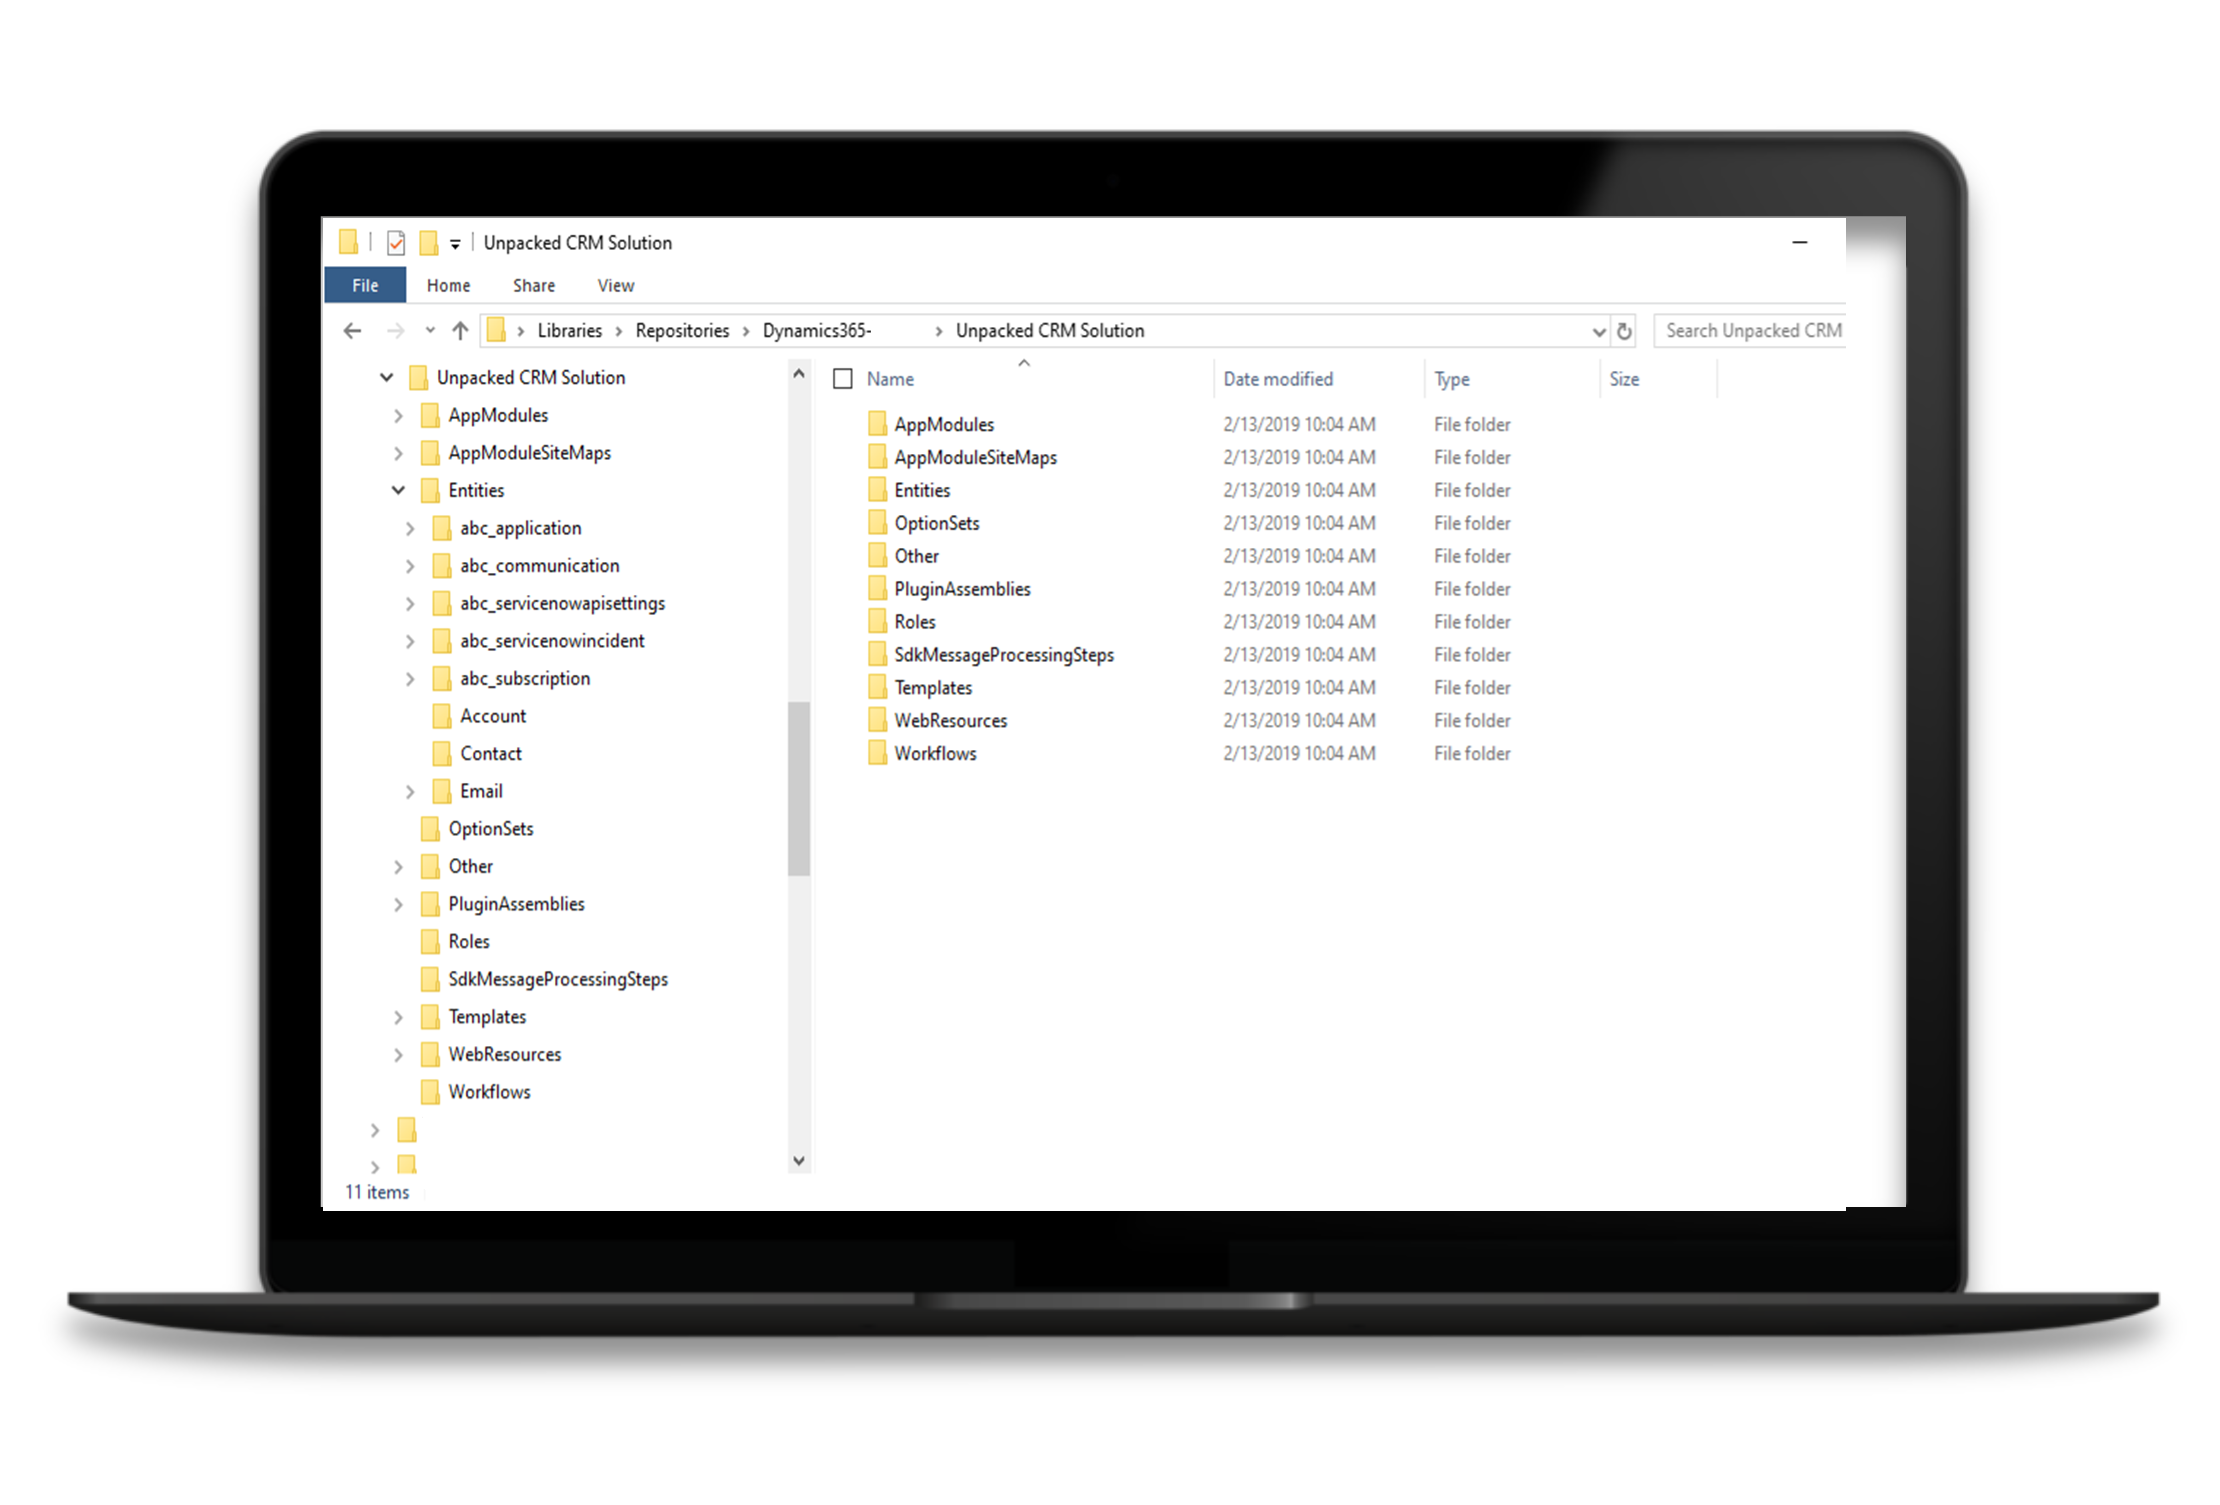 Unpacked CRM Solution
File Home Share View
Libraries Repositories Dynamics365- Unpacked CRM Solution
Search Unpacked CRM
Unpacked CRM Solution
AppModules
AppModuleSiteMaps
Entities
abc_application
abc_communication
abc_servicenowapisettings
abc_servicenowincident
abc_subscription
Account
Contact
Email
OptionSets
Other
PluginAssemblies
Roles
SdkMessageProcessingSteps
Templates
WebResources
Workflows
Name Date modified Type Size
AppModules 2/13/2019 10:04 AM File folder
AppModuleSiteMaps 2/13/2019 10:04 AM File folder
Entities 2/13/2019 10:04 AM File folder
OptionSets 2/13/2019 10:04 AM File folder
Other 2/13/2019 10:04 AM File folder
PluginAssemblies 2/13/2019 10:04 AM File folder
Roles 2/13/2019 10:04 AM File folder
SdkMessageProcessingSteps 2/13/2019 10:04 AM File folder
Templates 2/13/2019 10:04 AM File folder
WebResources 2/13/2019 10:04 AM File folder
Workflows 2/13/2019 10:04 AM File folder
11 items